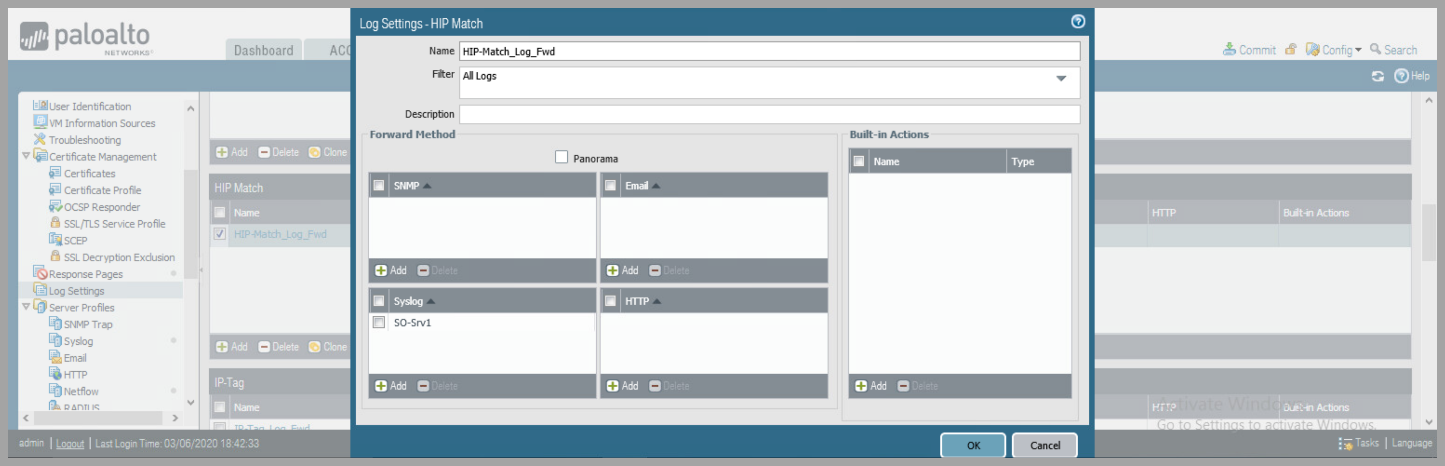 paloalto
NETWORKS
Dashboard
ACC
Commit
Config
Search
Help
User Identification
VM Information Sources
Troubleshooting
Certificate Management
Certificates
Certificate Profile
OCSP Responder
SSL/TLS Service Profile
SCEP
SSL Decryption Exclusion
Response Pages
Log Settings
Server Profiles
SNMP Trap
Syslog
Email
HTTP
Netflow
RADIUS
Add Delete Clone
HIP Match
Name
HIP-Match_Log_Fwd
Add Delete Clone
IP-Tag
Name
IP-Tag_Log_Fwd
Log Settings - HIP Match
Name HIP-Match_Log_Fwd
Filter All Logs
Description
Forward Method
Panorama
SNMP
Add Delete
Email
Add Delete
Syslog
SO-Srv1
Add Delete
HTTP
Add Delete
Built-in Actions
Name Type
Add Delete
OK Cancel
HTTP Built-in Actions
HTTP Built-in Actions
Activate Windows
Go to Settings to activate Windows.
admin | Logout | Last Login Time: 03/06/2020 18:42:33
Tasks | Language